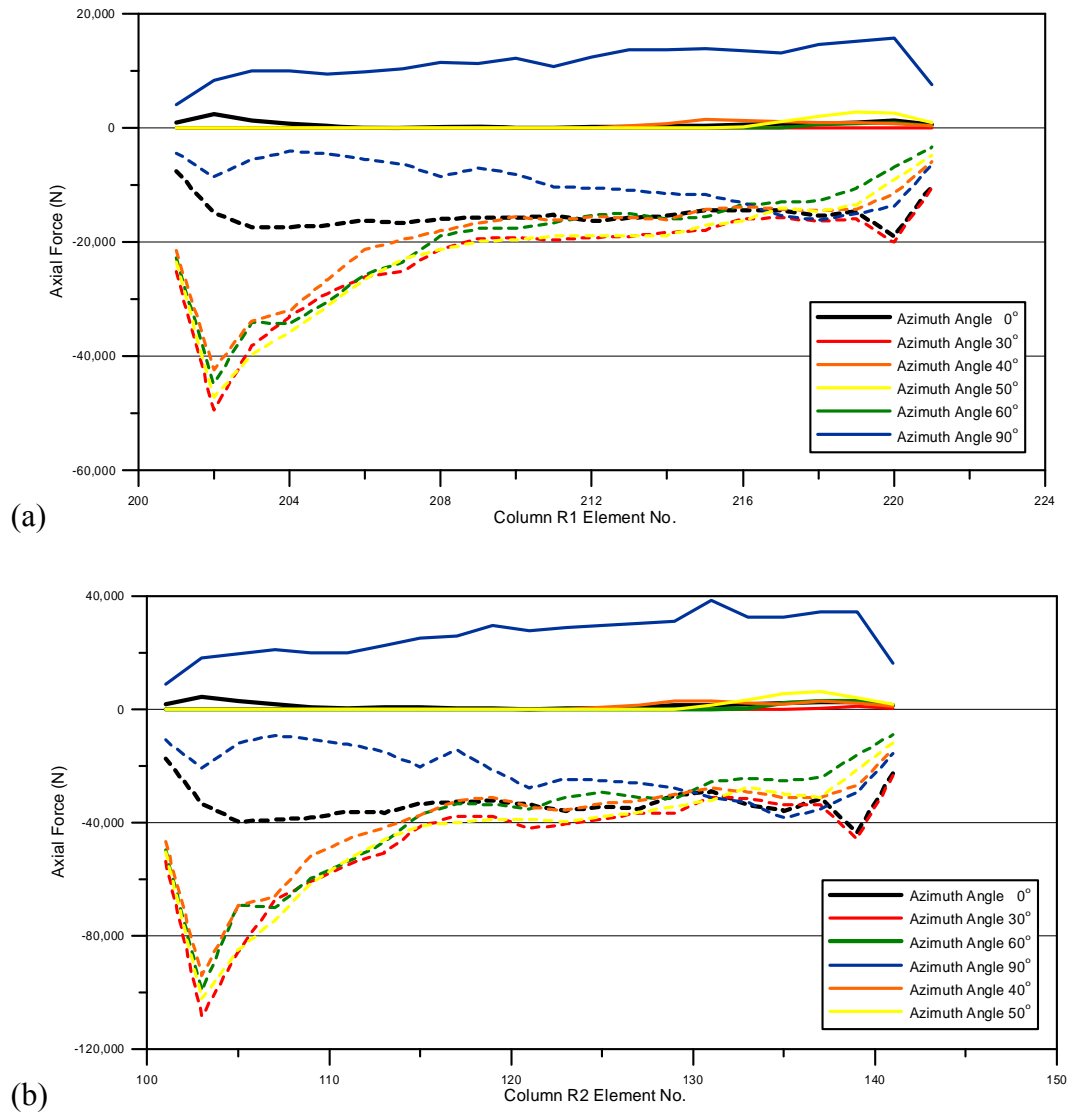 20,000
0
-20,000
-40,000
-60,000
Axial Force (N)
Azimuth Angle 0°
Azimuth Angle 30°
Azimuth Angle 40°
Azimuth Angle 50°
Azimuth Angle 60°
Azimuth Angle 90°
200 204 208 212 216 220 224
Column R1 Element No.
(a)
40,000
0
-40,000
-80,000
-120,000
Axial Force (N)
Azimuth Angle 0°
Azimuth Angle 30°
Azimuth Angle 60°
Azimuth Angle 90°
Azimuth Angle 40°
Azimuth Angle 50°
100 110 120 130 140 150
Column R2 Element No.
(b)